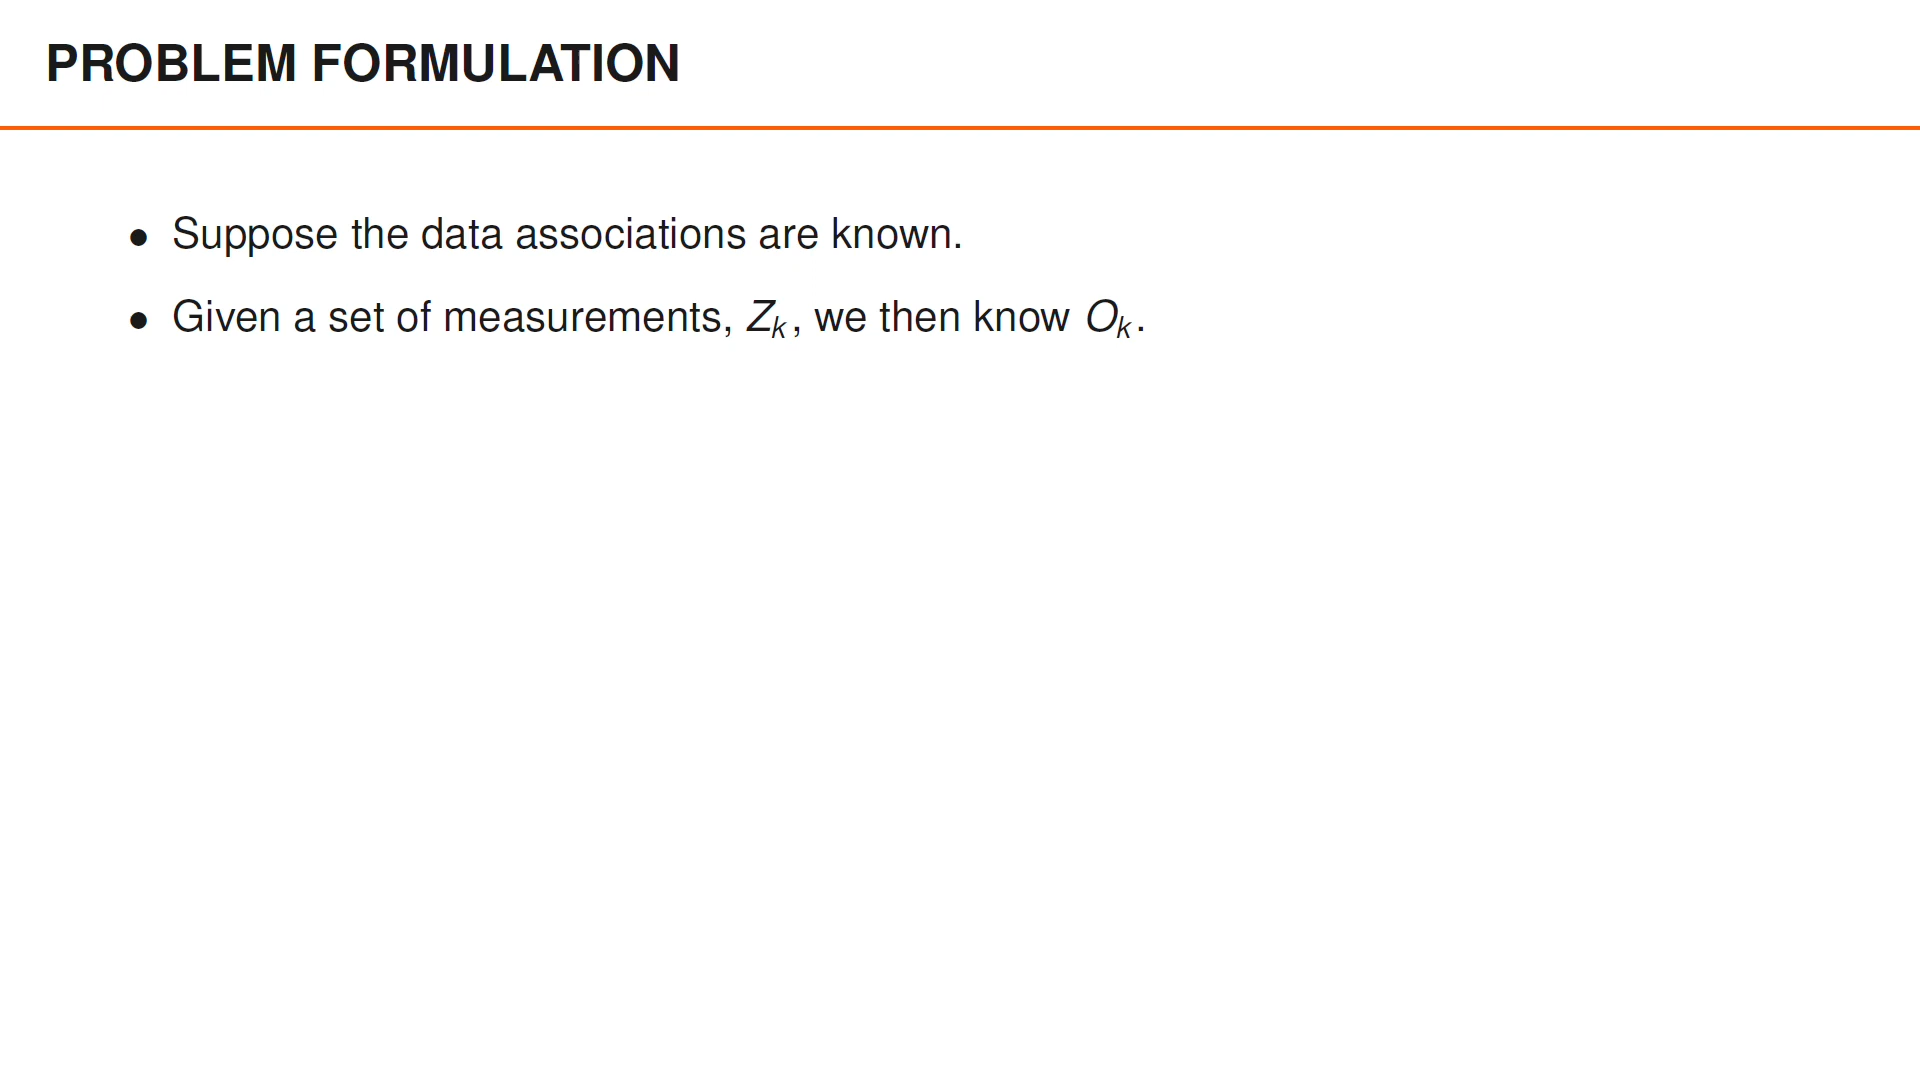 PROBLEM FORMULATION
• Suppose the data associations are known.
• Given a set of measurements, Z_k, we then know O_k.